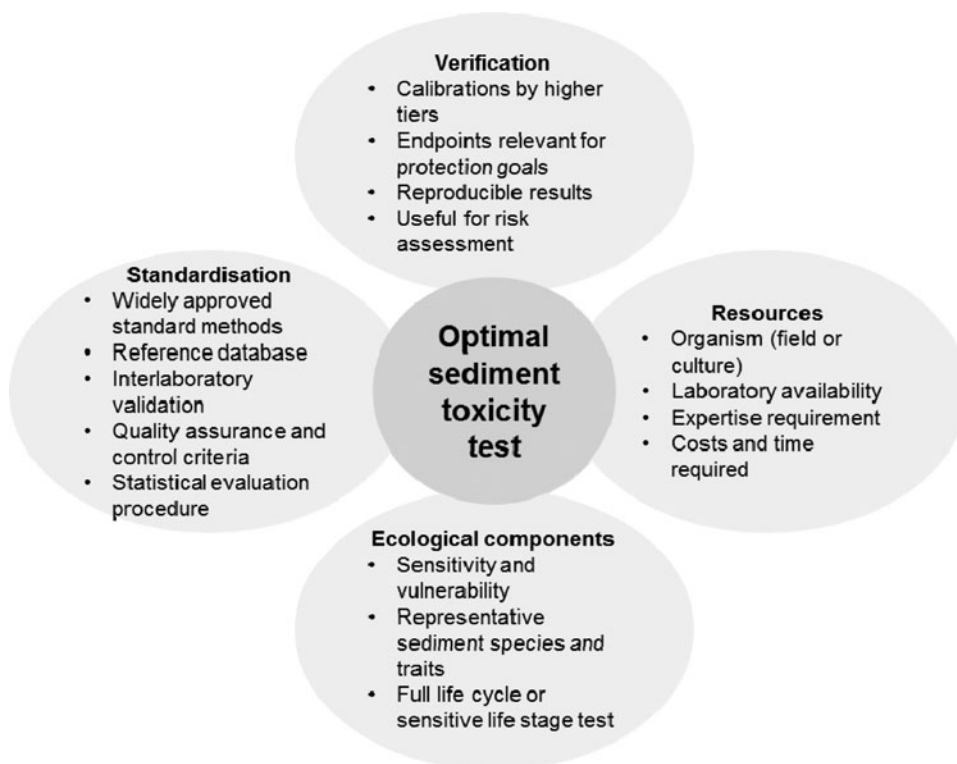 Verification
• Calibrations by higher
tiers
• Endpoints relevant for
protection goals
• Reproducible results
• Useful for risk
assessment
Standardisation
• Widely approved
standard methods
• Reference database
• Interlaboratory
validation
• Quality assurance and
control criteria
• Statistical evaluation
procedure
Optimal
sediment
toxicity
test
Resources
• Organism (field or
culture)
• Laboratory availability
• Expertise requirement
• Costs and time
required
Ecological components
• Sensitivity and
vulnerability
• Representative
sediment species and
traits
• Full life cycle or
sensitive life stage test